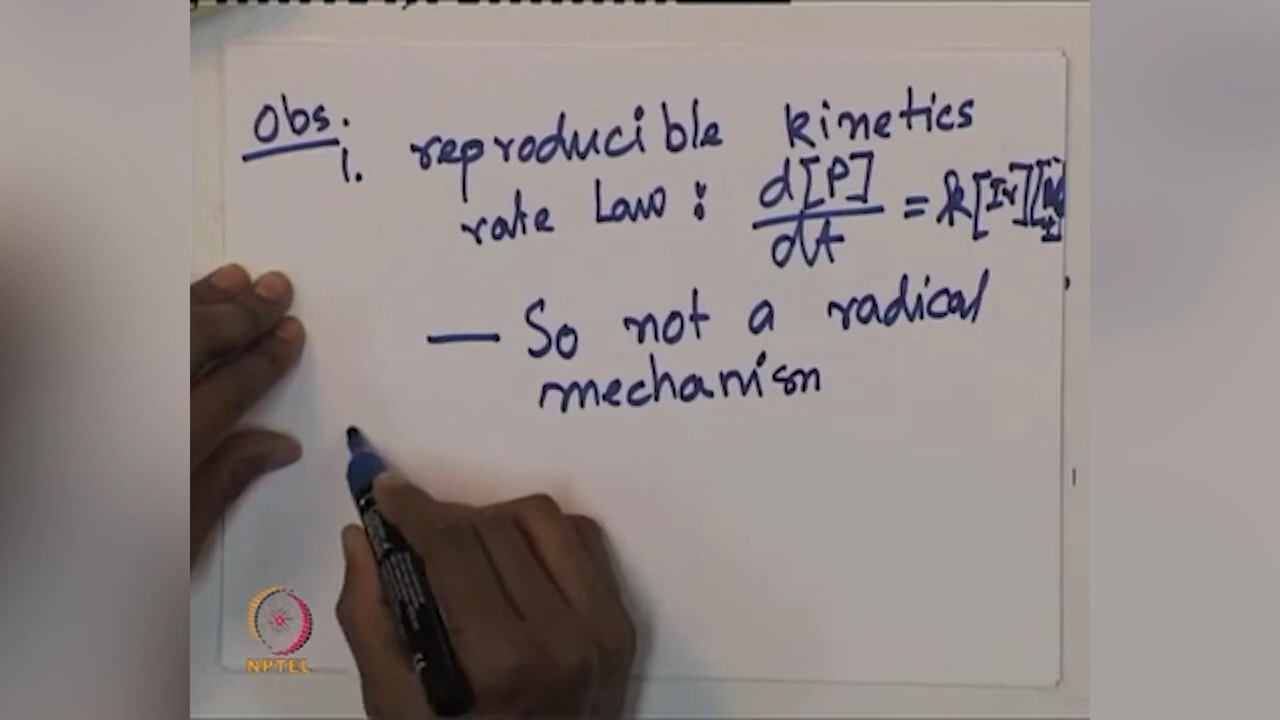 Obs.
1. reproducible kinetics
rate Law : d[P]/dt = k[Ir][
— So not a radical
mechanism
NPTEL